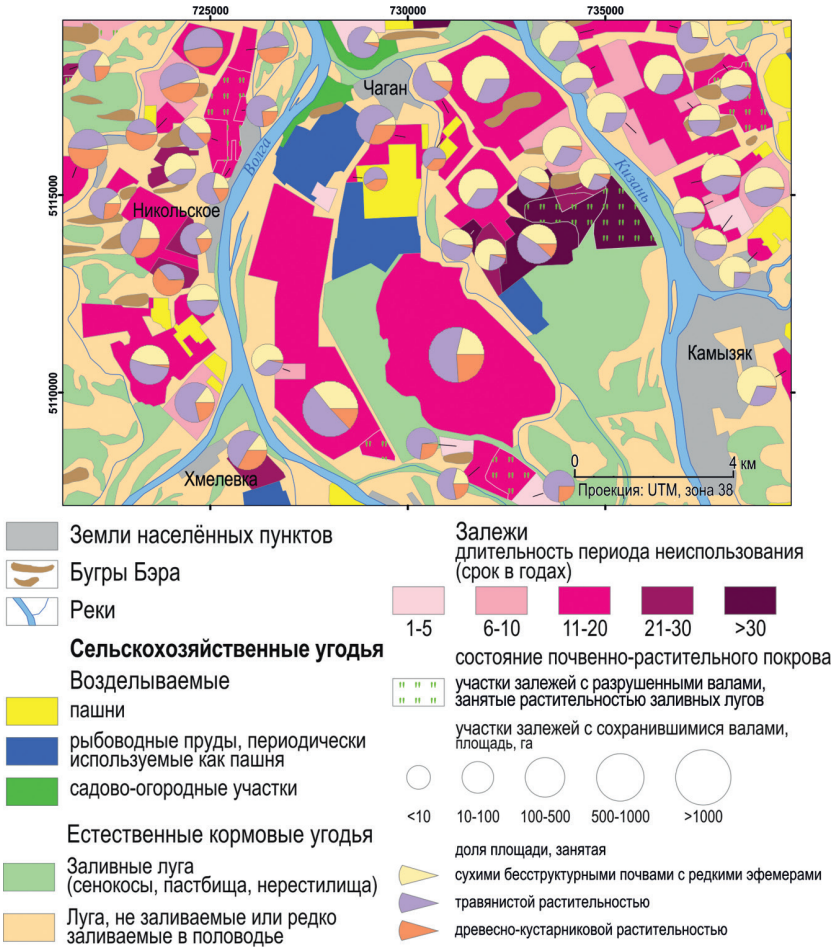 725000 730000 735000
5115000
5110000
Чаган
Волга
Кизань
Никольское
Камызяк
Хмелевка
0 4 км
Проекция: UTM, зона 38
Земли населённых пунктов
Бугры Бэра
Реки
Сельскохозяйственные угодья
Возделываемые
пашни
рыбоводные пруды, периодически
используемые как пашня
садово-огородные участки
Естественные кормовые угодья
Заливные луга
(сенокосы, пастбища, нерестилища)
Луга, не заливаемые или редко
заливаемые в половодье
Залежи
длительность периода неиспользования
(срок в годах)
1-5 6-10 11-20 21-30 >30
состояние почвенно-растительного покрова
участки залежей с разрушенными валами,
занятые растительностью заливных лугов
участки залежей с сохранившимися валами,
площадь, га
<10 10-100 100-500 500-1000 >1000
доля площади, занятая
сухими бесструктурными почвами с редкими эфемерами
травянистой растительностью
древесно-кустарниковой растительностью